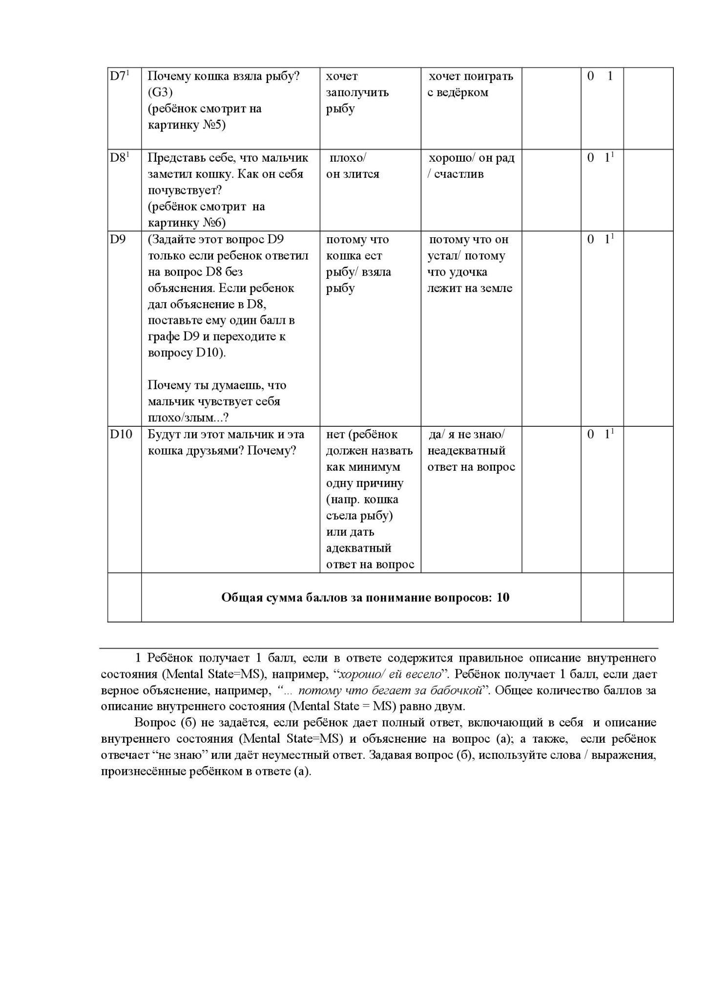 D7¹
Почему кошка взяла рыбу?
(G3)
(ребёнок смотрит на
картинку №5)
хочет
заполучить
рыбу
хочет поиграть
с ведёрком
0 1
D8¹
Представь себе, что мальчик
заметил кошку. Как он себя
почувствует?
(ребёнок смотрит на
картинку №6)
плохо/
он злится
хорошо/ он рад
/ счастлив
0 1¹
D9
(Задайте этот вопрос D9
только если ребенок ответил
на вопрос D8 без
объяснения. Если ребенок
дал объяснение в D8,
поставьте ему один балл в
графе D9 и переходите к
вопросу D10).
Почему ты думаешь, что
мальчик чувствует себя
плохо/злым...?
потому что
кошка ест
рыбу/ взяла
рыбу
потому что он
устал/ потому
что удочка
лежит на земле
0 1¹
D10
Будут ли этот мальчик и эта
кошка друзьями? Почему?
нет (ребёнок
должен назвать
как минимум
одну причину
(напр. кошка
съела рыбу)
или дать
адекватный
ответ на вопрос
да/ я не знаю/
неадекватный
ответ на вопрос
0 1¹
Общая сумма баллов за понимание вопросов: 10
1 Ребёнок получает 1 балл, если в ответе содержится правильное описание внутреннего
состояния (Mental State=MS), например, “хорошо/ ей весело”. Ребёнок получает 1 балл, если дает
верное объяснение, например, “... потому что бегает за бабочкой”. Общее количество баллов за
описание внутреннего состояния (Mental State = MS) равно двум.
Вопрос (б) не задаётся, если ребёнок дает полный ответ, включающий в себя и описание
внутреннего состояния (Mental State=MS) и объяснение на вопрос (а); а также, если ребёнок
отвечает “не знаю” или даёт неуместный ответ. Задавая вопрос (б), используйте слова / выражения,
произнесённые ребёнком в ответе (а).